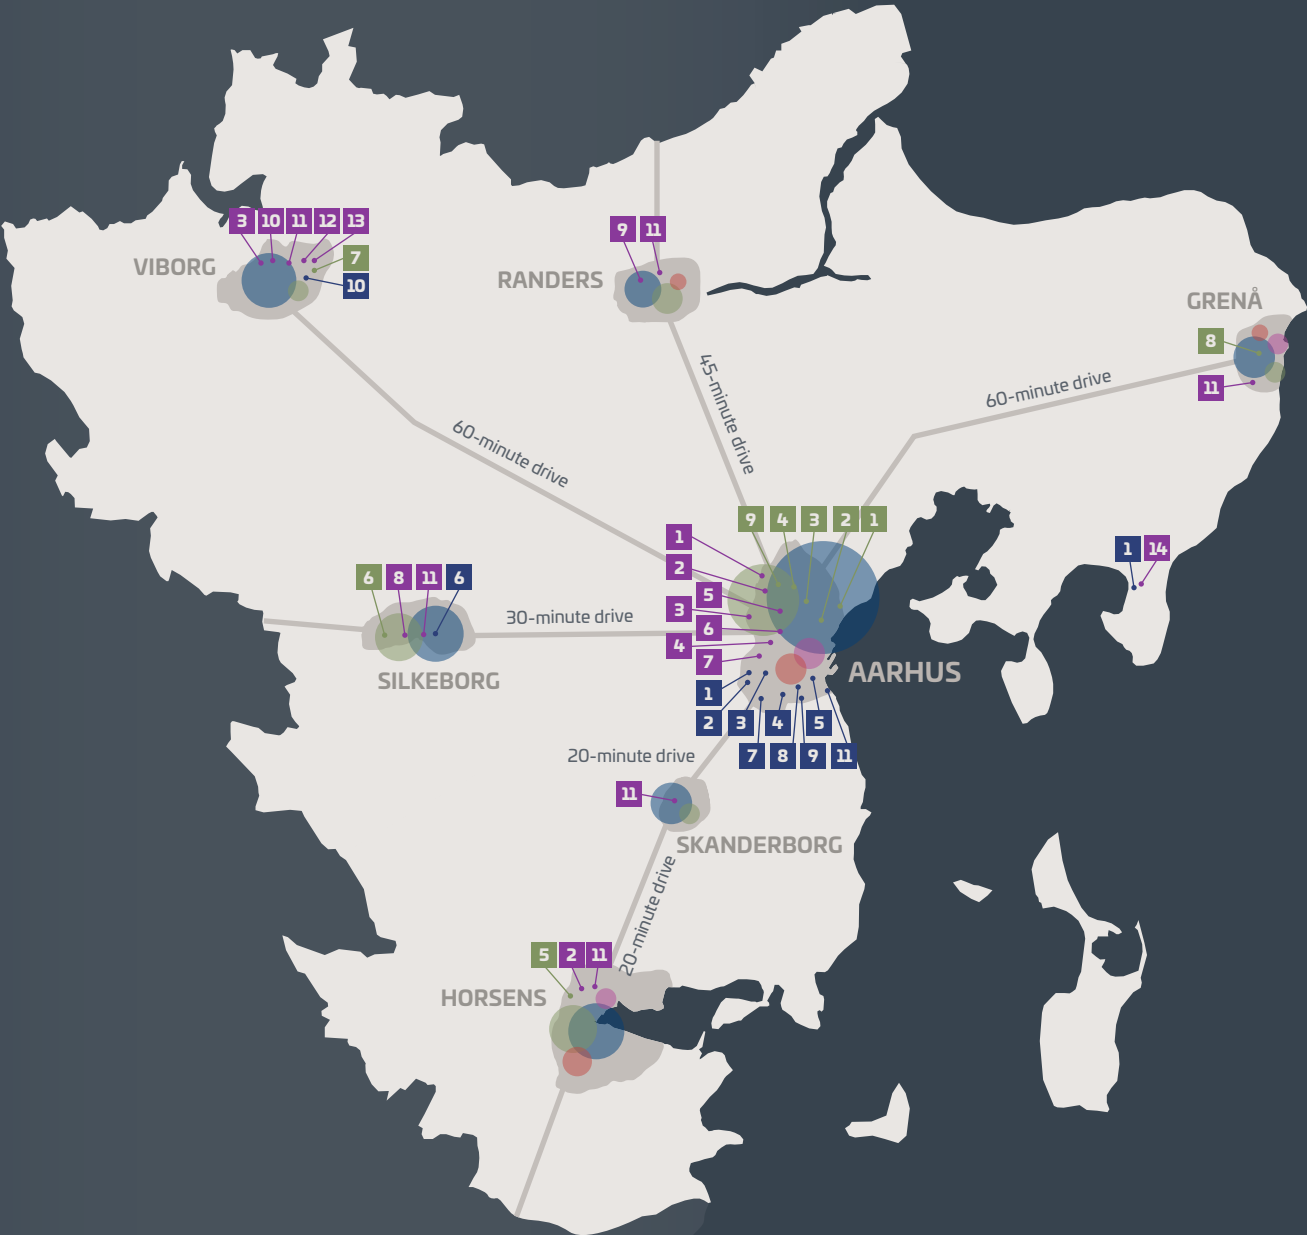 3 10 11 12 13
VIBORG
7
10
9 11
RANDERS
GRENÅ
8
11
45-minute drive
60-minute drive
60-minute drive
9 4 3 2 1
1
2
5
3
6
4
7
1 14
6 8 11 6
30-minute drive
SILKEBORG
AARHUS
1
2 3 4 5
7 8 9 11
20-minute drive
11
SKANDERBORG
20-minute drive
5 2 11
HORSENS